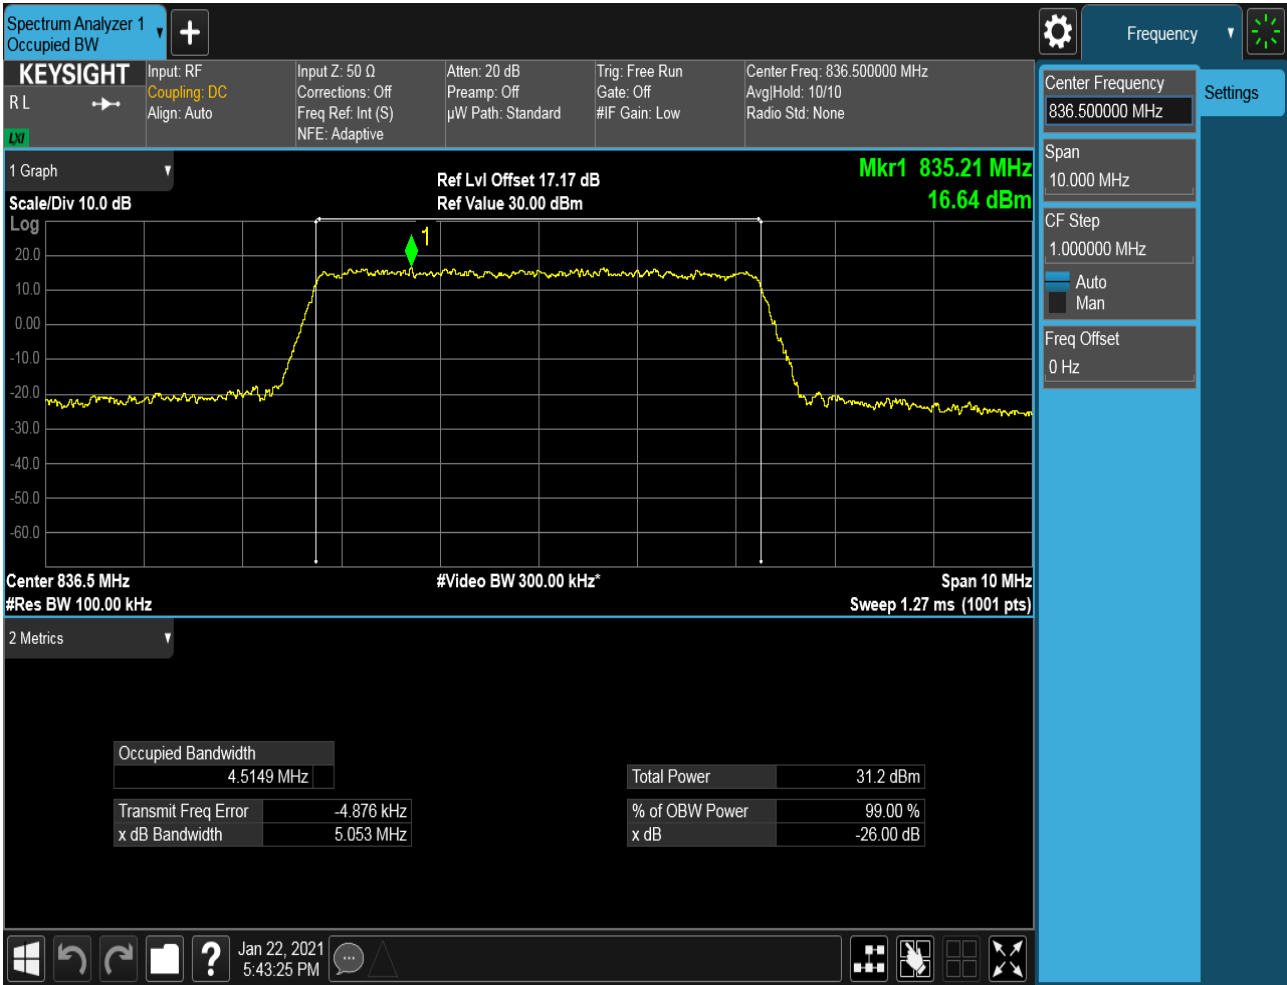 Spectrum Analyzer 1
Occupied BW
Frequency
KEYSIGHT
R L
LXI
Input: RF
Coupling: DC
Align: Auto
Input Z: 50 Ω
Corrections: Off
Freq Ref: Int (S)
NFE: Adaptive
Atten: 20 dB
Preamp: Off
µW Path: Standard
Trig: Free Run
Gate: Off
#IF Gain: Low
Center Freq: 836.500000 MHz
Avg|Hold: 10/10
Radio Std: None
Center Frequency
836.500000 MHz
Settings
Span
10.000 MHz
CF Step
1.000000 MHz
Auto
Man
Freq Offset
0 Hz
1 Graph
Scale/Div 10.0 dB
Ref Lvl Offset 17.17 dB
Ref Value 30.00 dBm
Mkr1 835.21 MHz
16.64 dBm
Log
1
20.0
10.0
0.00
-10.0
-20.0
-30.0
-40.0
-50.0
-60.0
Center 836.5 MHz
#Video BW 300.00 kHz*
Span 10 MHz
#Res BW 100.00 kHz
Sweep 1.27 ms (1001 pts)
2 Metrics
Occupied Bandwidth
4.5149 MHz
Total Power 31.2 dBm
Transmit Freq Error -4.876 kHz
% of OBW Power 99.00 %
x dB Bandwidth 5.053 MHz
x dB -26.00 dB
?
Jan 22, 2021
5:43:25 PM